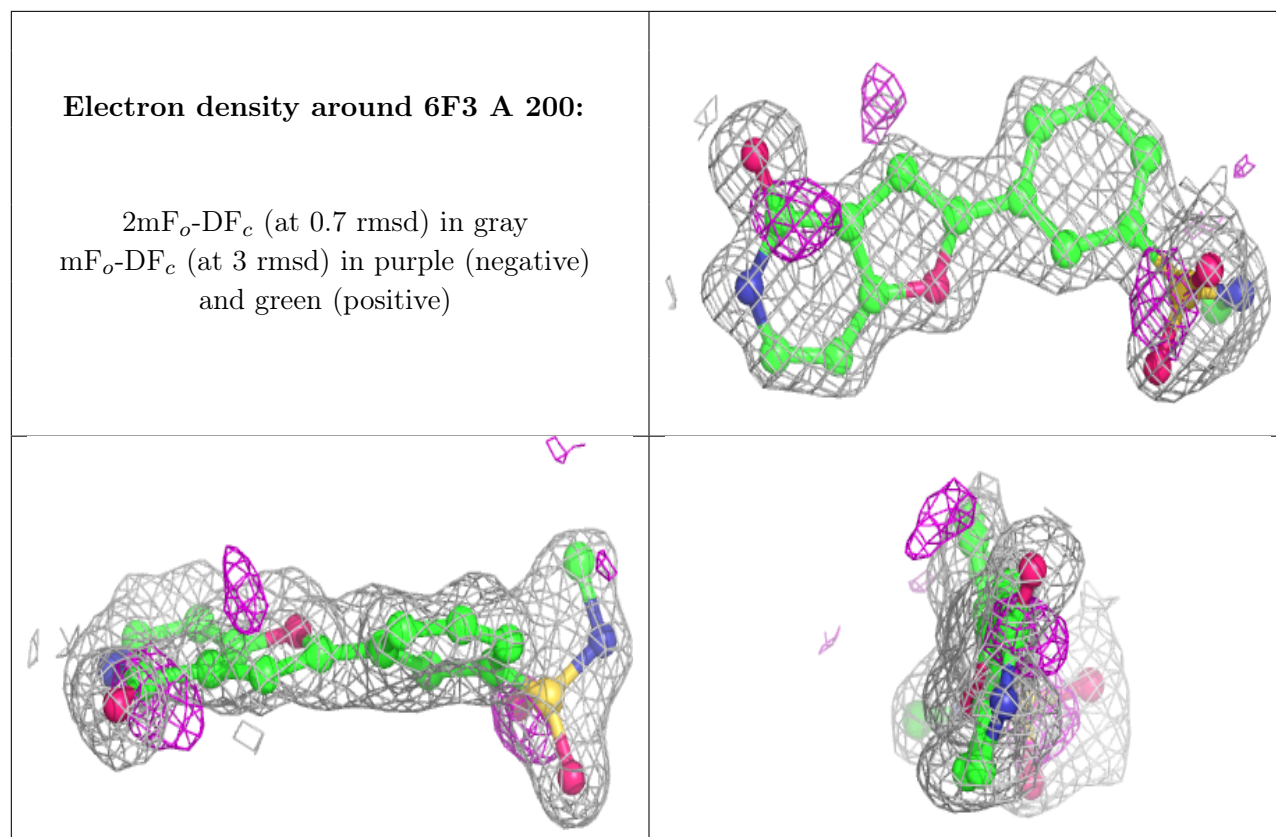 Electron density around 6F3 A 200:
2mFo-DFc (at 0.7 rmsd) in gray
mFo-DFc (at 3 rmsd) in purple (negative)
and green (positive)